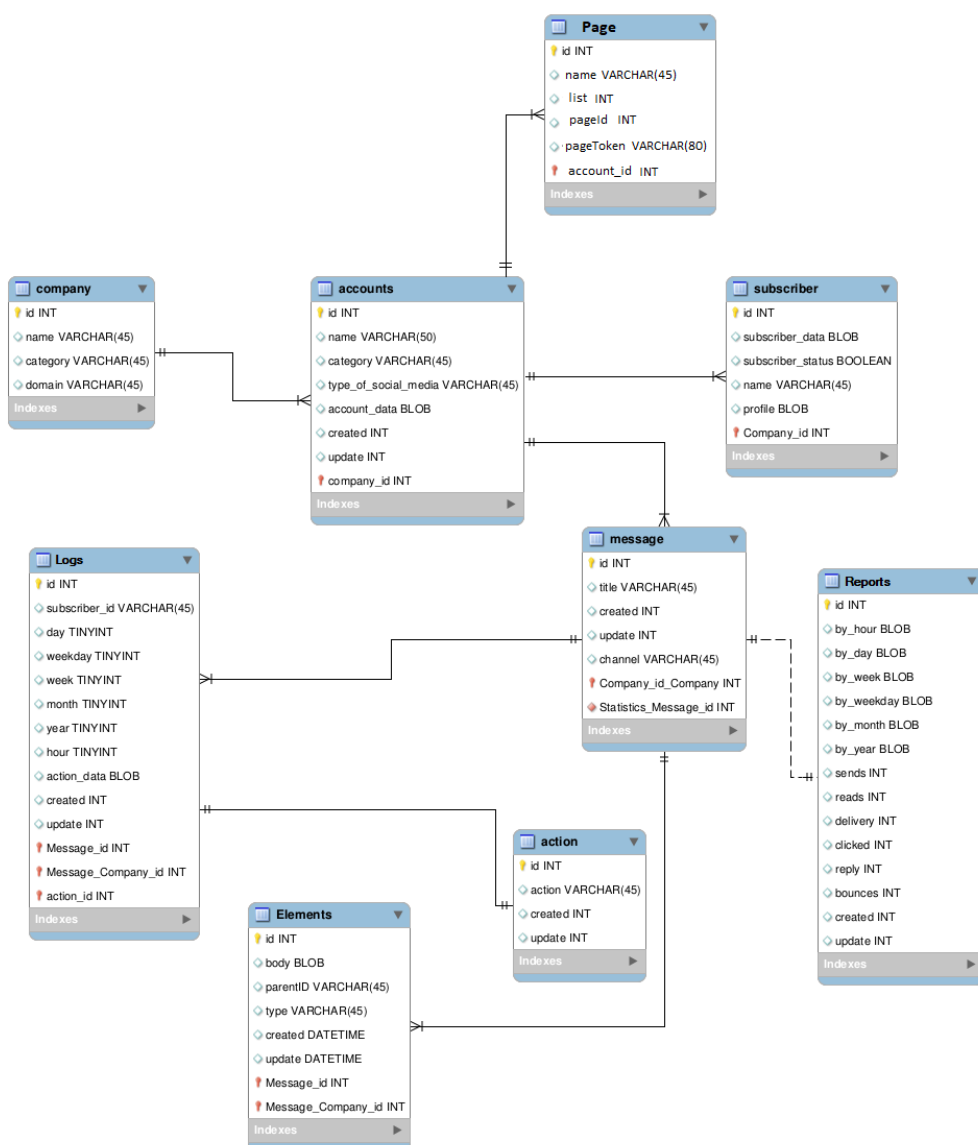 Page
id INT
name VARCHAR(45)
list INT
pageId INT
pageToken VARCHAR(80)
account_id INT
Indexes
company
id INT
name VARCHAR(45)
category VARCHAR(45)
domain VARCHAR(45)
Indexes
accounts
id INT
name VARCHAR(50)
category VARCHAR(45)
type_of_social_media VARCHAR(45)
account_data BLOB
created INT
update INT
company_id INT
Indexes
subscriber
id INT
subscriber_data BLOB
subscriber_status BOOLEAN
name VARCHAR(45)
profile BLOB
Company_id INT
Indexes
Logs
id INT
subscriber_id VARCHAR(45)
day TINYINT
weekday TINYINT
week TINYINT
month TINYINT
year TINYINT
hour TINYINT
action_data BLOB
created INT
update INT
Message_id INT
Message_Company_id INT
action_id INT
Indexes
message
id INT
title VARCHAR(45)
created INT
update INT
channel VARCHAR(45)
Company_id_Company INT
Statistics_Message_id INT
Indexes
Reports
id INT
by_hour BLOB
by_day BLOB
by_week BLOB
by_weekday BLOB
by_month BLOB
by_year BLOB
sends INT
reads INT
delivery INT
clicked INT
reply INT
bounces INT
created INT
update INT
Indexes
action
id INT
action VARCHAR(45)
created INT
update INT
Indexes
Elements
id INT
body BLOB
parentID VARCHAR(45)
type VARCHAR(45)
created DATETIME
update DATETIME
Message_id INT
Message_Company_id INT
Indexes